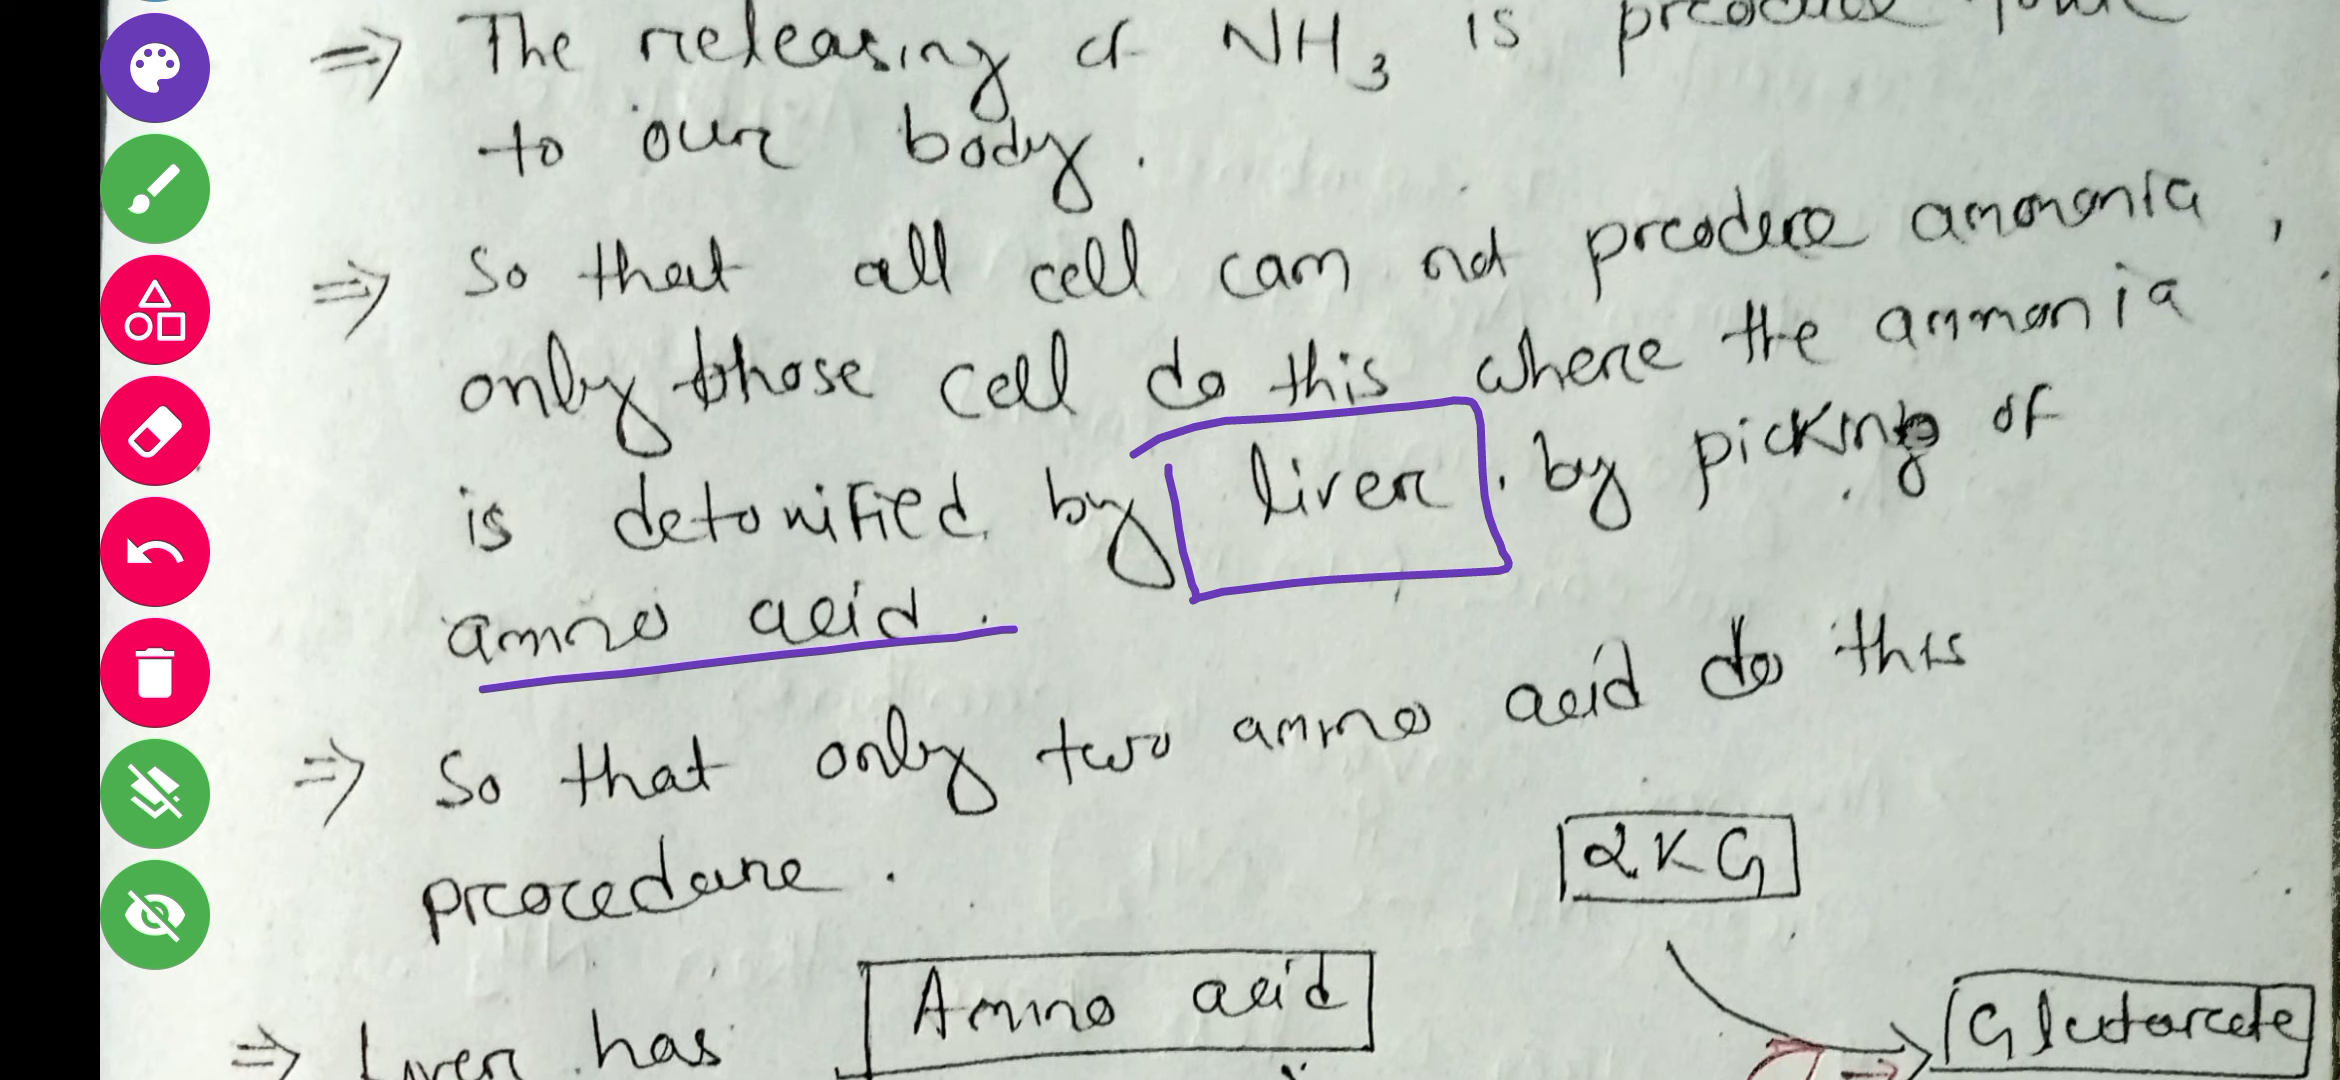 ⇒ The releasing of NH3 is
to our body.
⇒ So that all cell can not procduce ammonia,
only those cell do this where the ammonia
is detoxified by liver. by picking of
amino acid.
⇒ So that only two amino acid do this
procedure.
αKG
⇒ Liver has Amino acid
Glutarate